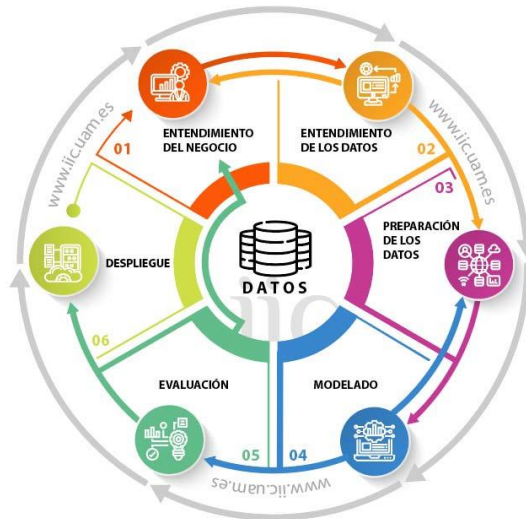 www.iic.uam.es
www.iic.uam.es
01
ENTENDIMIENTO
DEL NEGOCIO
ENTENDIMIENTO
DE LOS DATOS
02
03
PREPARACIÓN
DE LOS
DATOS
DESPLIEGUE
DATOS
iic
06
EVALUACIÓN
MODELADO
05
04
www.iic.uam.es